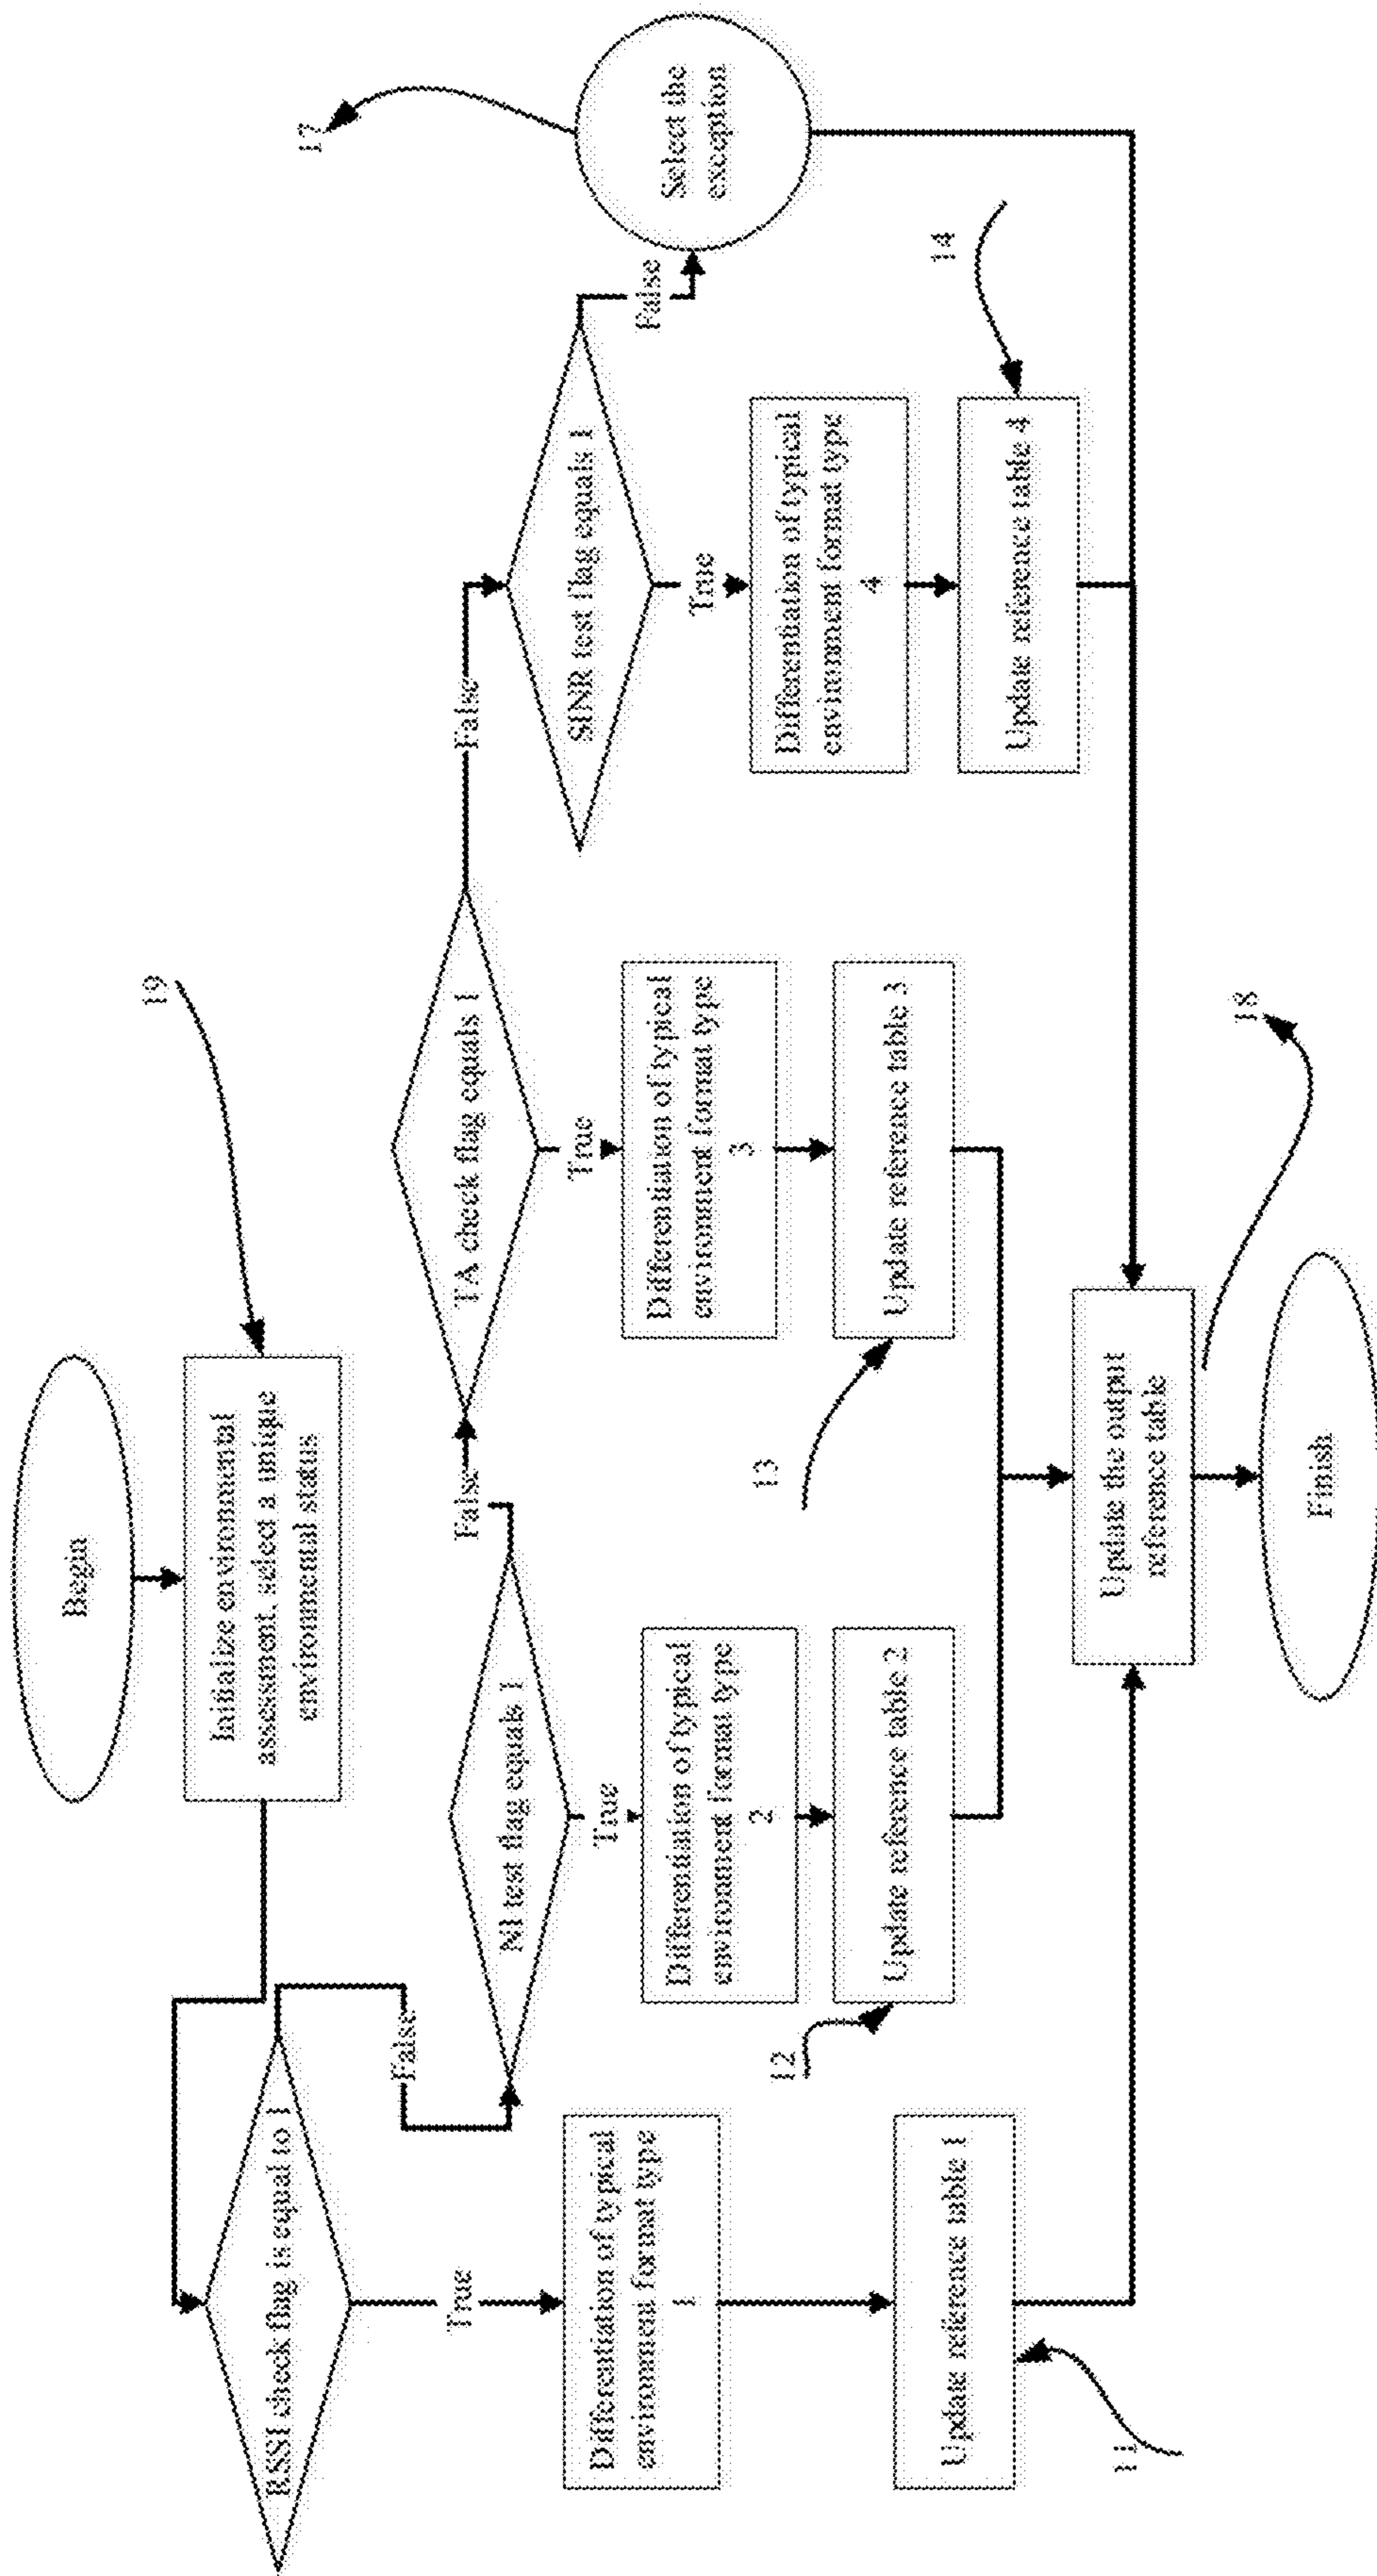 Begin
19
Initialize environmental
assessment, select a unique
environmental status
RSSI check flag is equal to 1
False
True
NI test flag equals 1
False
True
TA check flag equals 1
False
True
SINR test flag equals 1
False
True
Select the
exception
17
Differentiation of typical
environment format type
1
Differentiation of typical
environment format type
2
Differentiation of typical
environment format type
3
Differentiation of typical
environment format type
4
Update reference table 1
11
Update reference table 2
12
Update reference table 3
13
Update reference table 4
14
Update the output
reference table
18
Finish